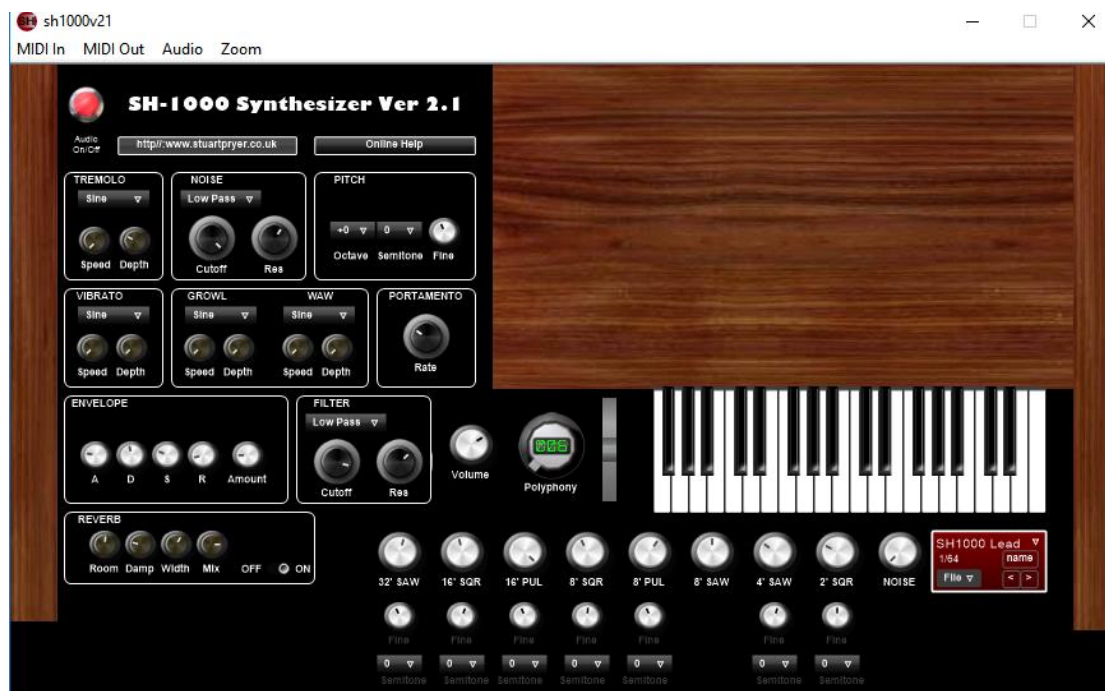 sh1000v21
MIDI In MIDI Out Audio Zoom
SH-1000 Synthesizer Ver 2.1
Audio
On/Off
http//:www.stuartpryer.co.uk Online Help
TREMOLO NOISE PITCH
Sine Low Pass
+0 0
Octave Semitone Fine
Speed Depth Cutoff Res
VIBRATO GROWL WAW PORTAMENTO
Sine Sine Sine
Speed Depth Speed Depth Speed Depth Rate
ENVELOPE FILTER
Low Pass
006
A D S R Amount Volume
Cutoff Res Polyphony
REVERB
Room Damp Width Mix OFF ON
32' SAW 16' SQR 16' PUL 8' SQR 8' PUL 8' SAW 4' SAW 2' SQR NOISE
SH1000 Lead
1/64 name
File < >
Fine Fine Fine Fine Fine Fine Fine
0 0 0 0 0 0 0
Semitone Semitone Semitone Semitone Semitone Semitone Semitone